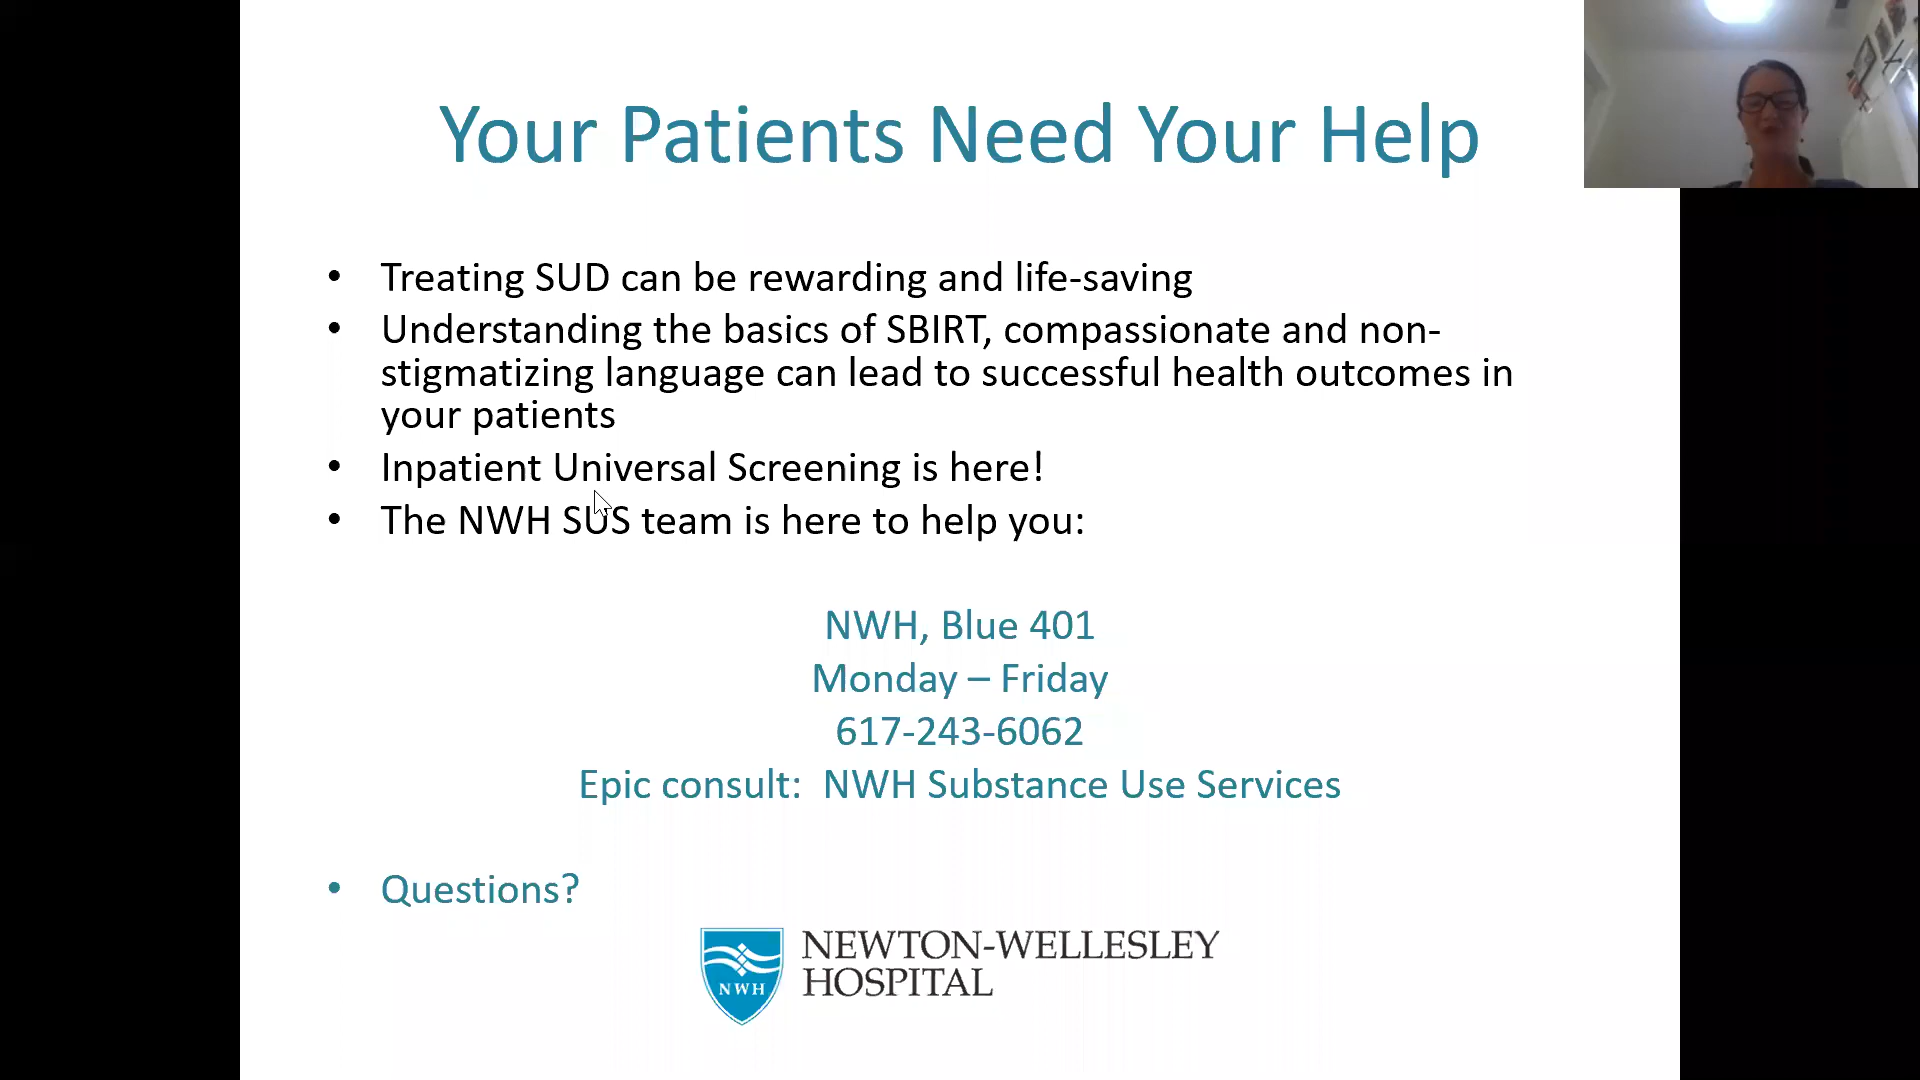 Your Patients Need Your Help
• Treating SUD can be rewarding and life-saving
• Understanding the basics of SBIRT, compassionate and non-
stigmatizing language can lead to successful health outcomes in
your patients
• Inpatient Universal Screening is here!
• The NWH SUS team is here to help you:
NWH, Blue 401
Monday – Friday
617-243-6062
Epic consult:  NWH Substance Use Services
• Questions?
NWH
NEWTON-WELLESLEY
HOSPITAL